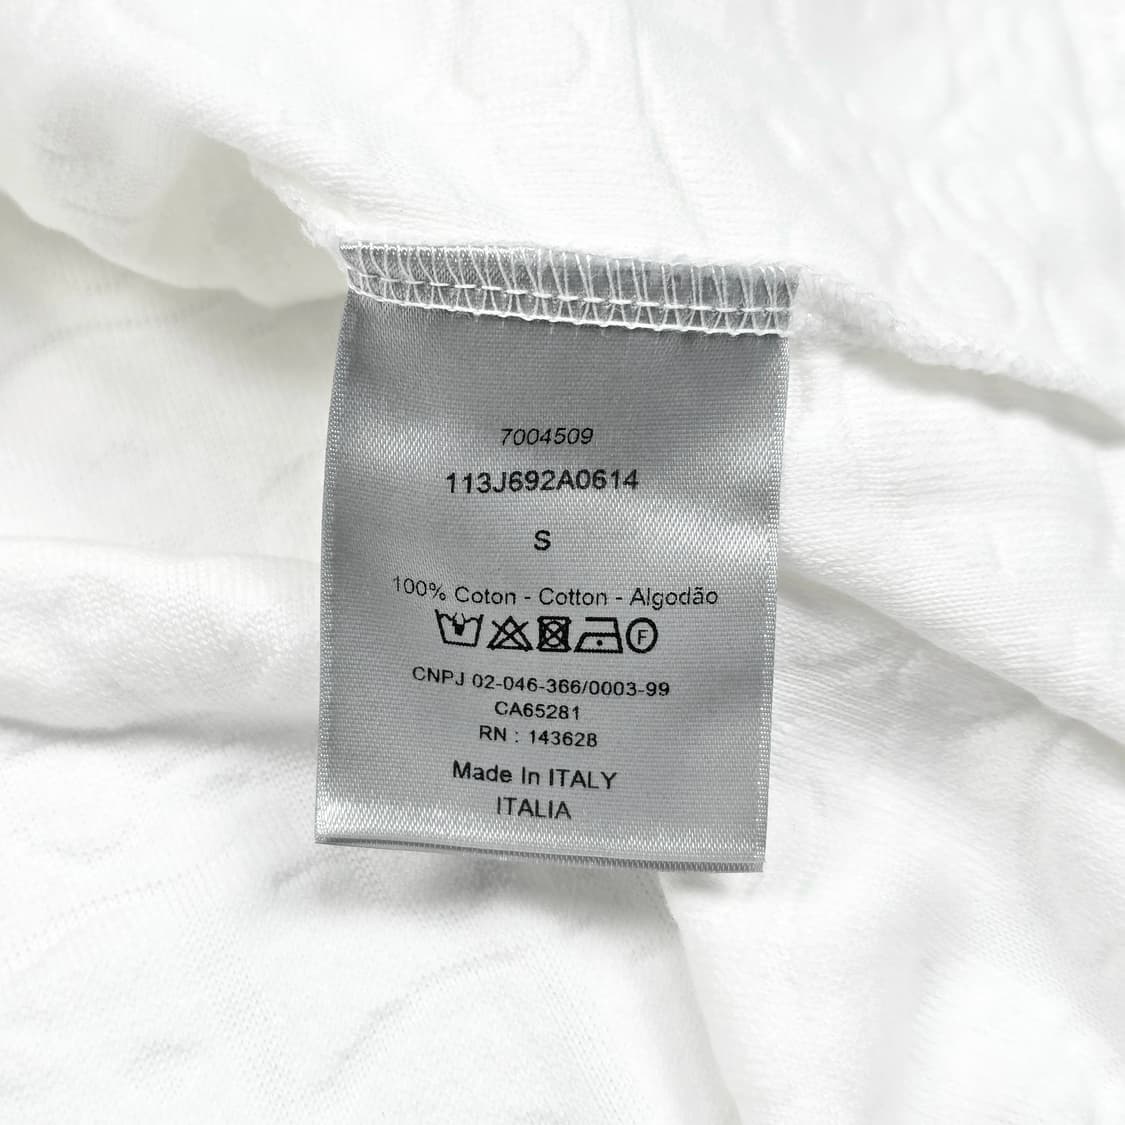 7004509
113J692A0614
S
100% Coton - Cotton - Algodão
F
CNPJ 02-046-366/0003-99
CA65281
RN : 143628
Made In ITALY
ITALIA